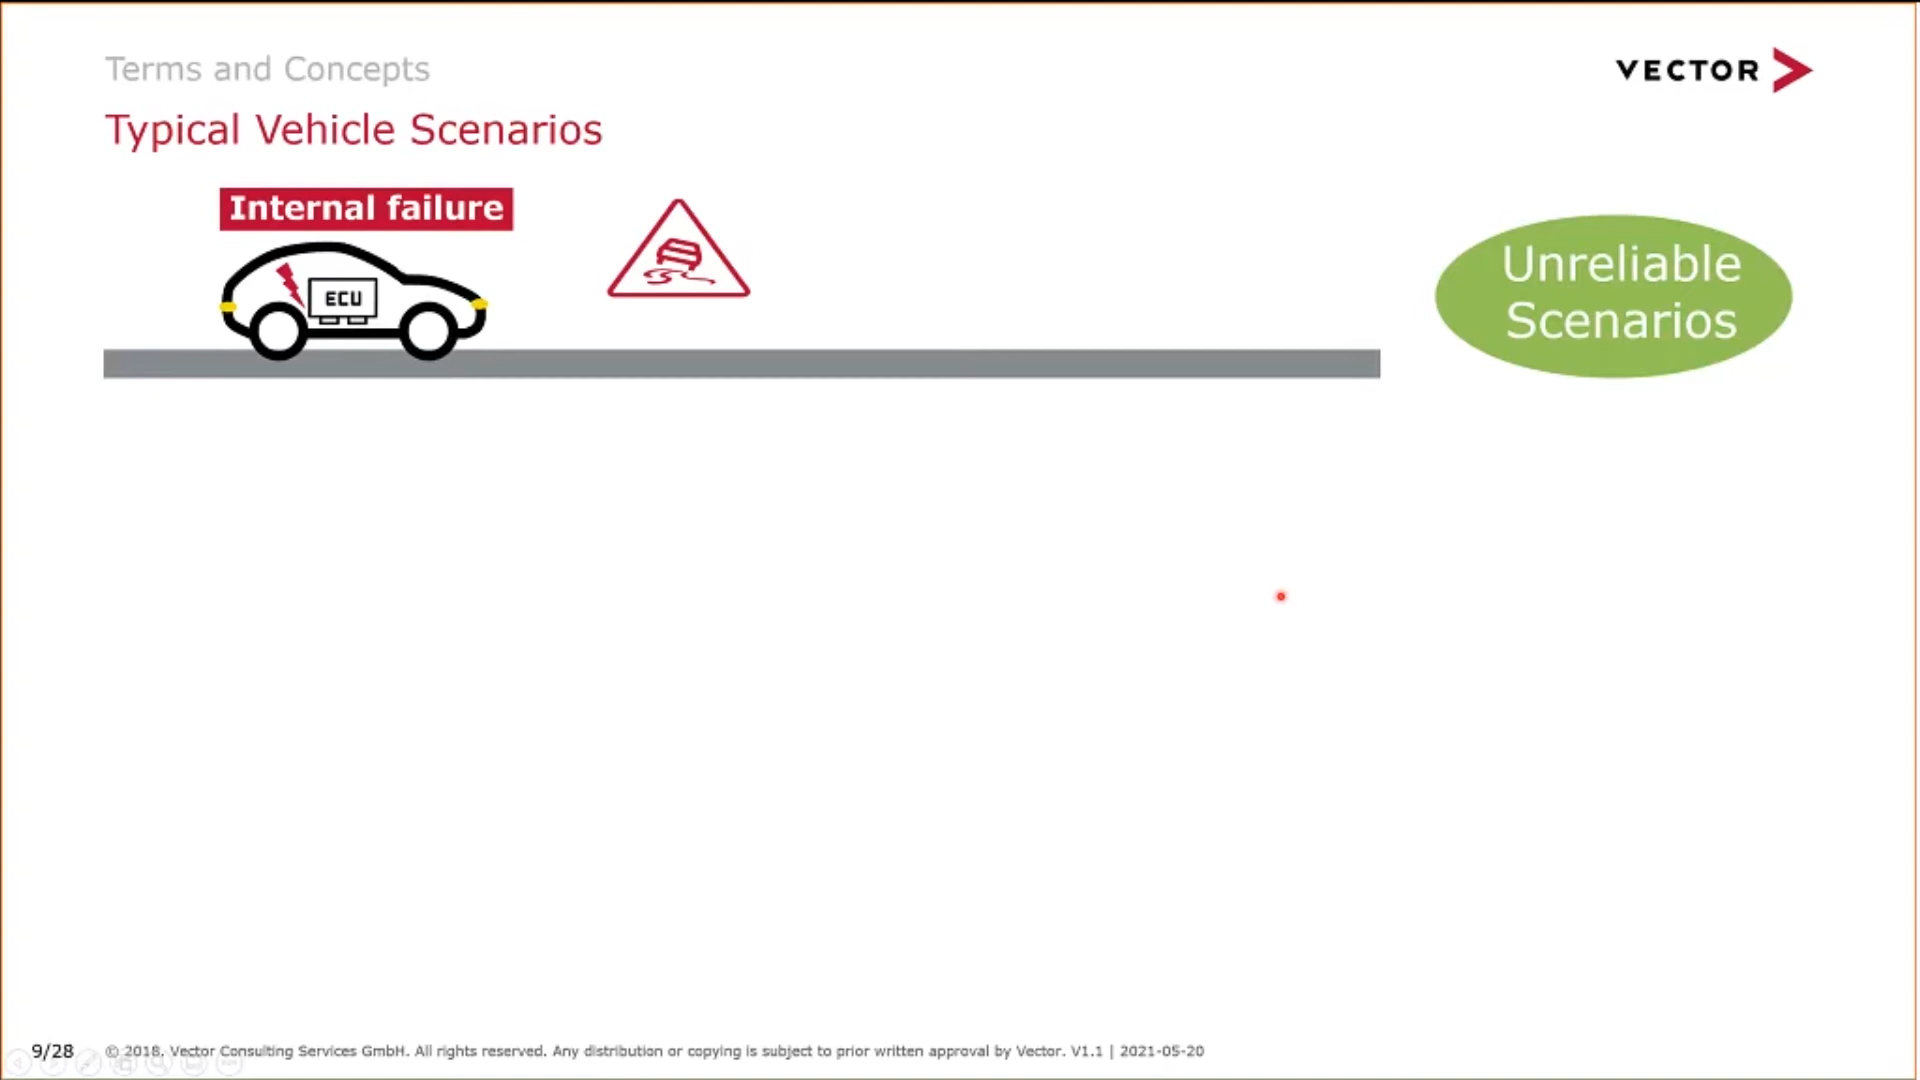 Terms and Concepts
VECTOR
Typical Vehicle Scenarios
Internal failure
ECU
Unreliable
Scenarios
9/28
© 2018. Vector Consulting Services GmbH. All rights reserved. Any distribution or copying is subject to prior written approval by Vector. V1.1 | 2021-05-20